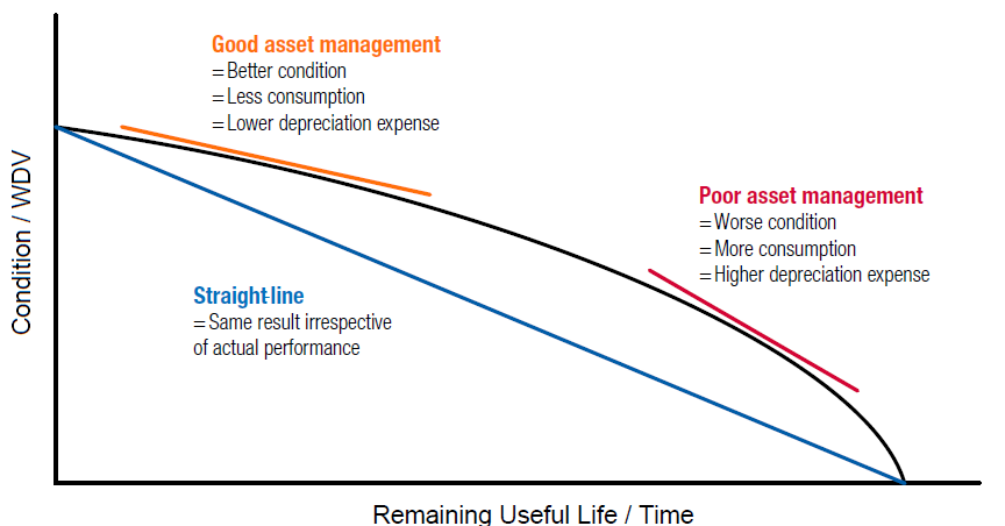 Good asset management
= Better condition
= Less consumption
= Lower depreciation expense
Poor asset management
= Worse condition
= More consumption
= Higher depreciation expense
Straight-line
= Same result irrespective
of actual performance
Condition / WDV
Remaining Useful Life / Time